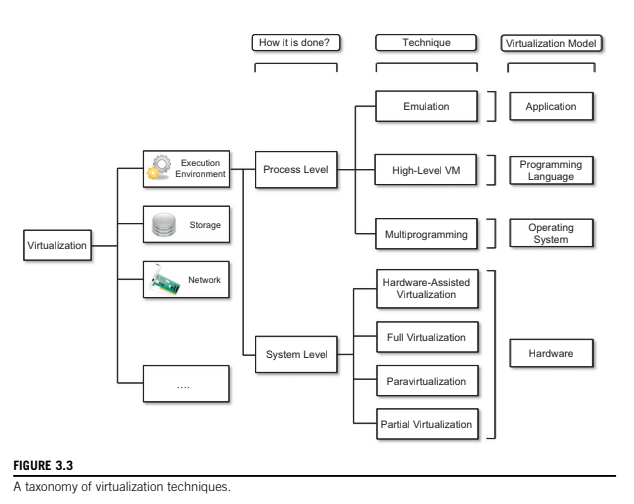 How it is done?
Technique
Virtualization Model
Emulation
Application
Execution
Environment
Process Level
High-Level VM
Programming
Language
Storage
Multiprogramming
Operating
System
Virtualization
Network
Hardware-Assisted
Virtualization
Full Virtualization
System Level
Hardware
Paravirtualization
....
Partial Virtualization
FIGURE 3.3
A taxonomy of virtualization techniques.